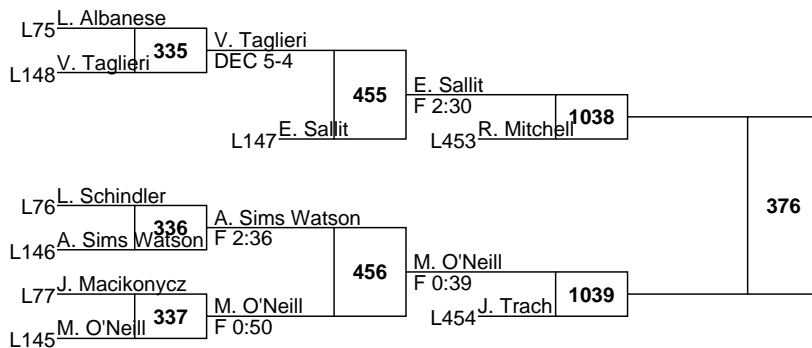 L75 L. Albanese
335
V. Taglieri
DEC 5-4
L148 V. Taglieri
455
E. Sallit
F 2:30
L147 E. Sallit
1038
L453 R. Mitchell
376
L76 L. Schindler
336
A. Sims Watson
F 2:36
L146 A. Sims Watson
456
M. O'Neill
F 0:39
L77 J. Macikonycz
337
M. O'Neill
F 0:50
L145 M. O'Neill
1039
L454 J. Trach